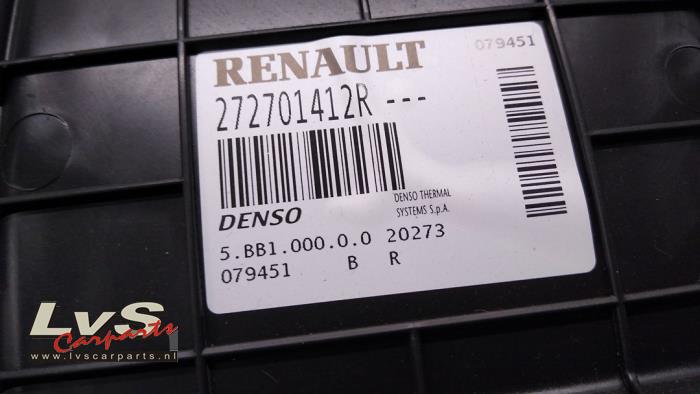 RENAULT
079451
272701412R ---
DENSO
DENSO THERMAL
SYSTEMS S.p.A.
5.BB1.000.0.0 20273
079451 B R
LvS
Carparts
www.lvscarparts.nl